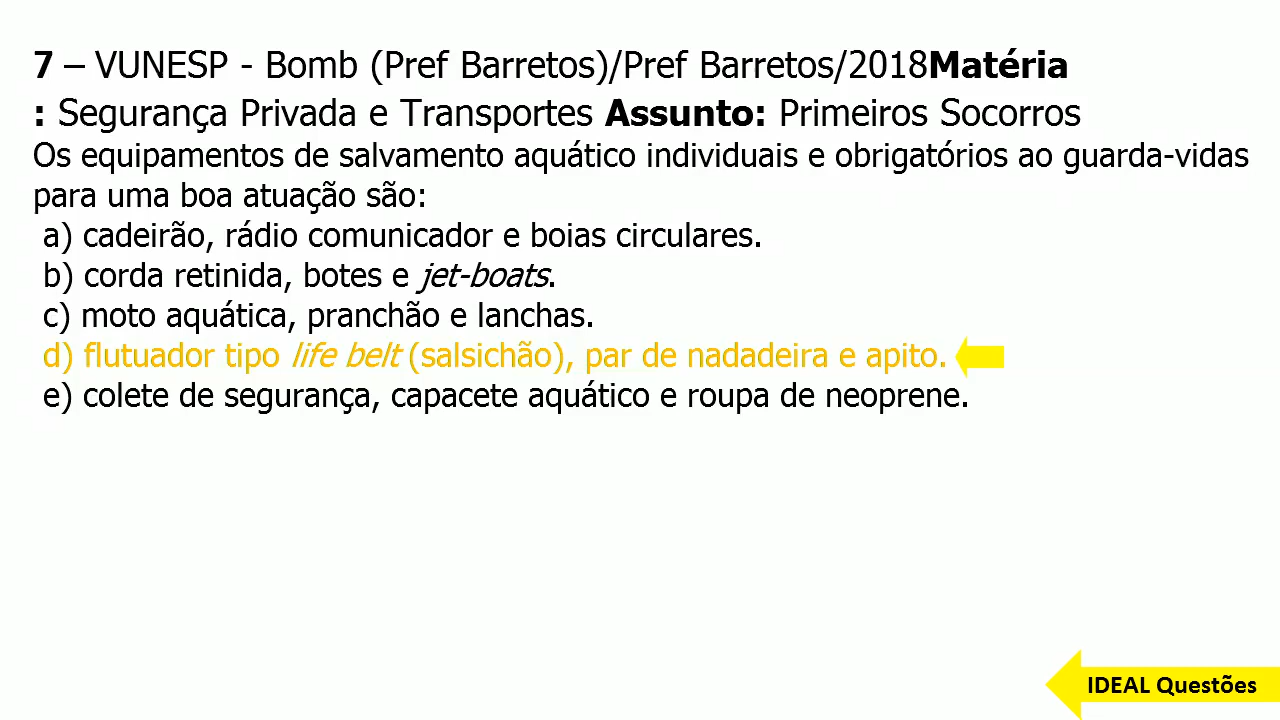 7 – VUNESP - Bomb (Pref Barretos)/Pref Barretos/2018Matéria
: Segurança Privada e Transportes Assunto: Primeiros Socorros
Os equipamentos de salvamento aquático individuais e obrigatórios ao guarda-vidas
para uma boa atuação são:
a) cadeirão, rádio comunicador e boias circulares.
b) corda retinida, botes e jet-boats.
c) moto aquática, pranchão e lanchas.
d) flutuador tipo life belt (salsichão), par de nadadeira e apito.
e) colete de segurança, capacete aquático e roupa de neoprene.
IDEAL Questões